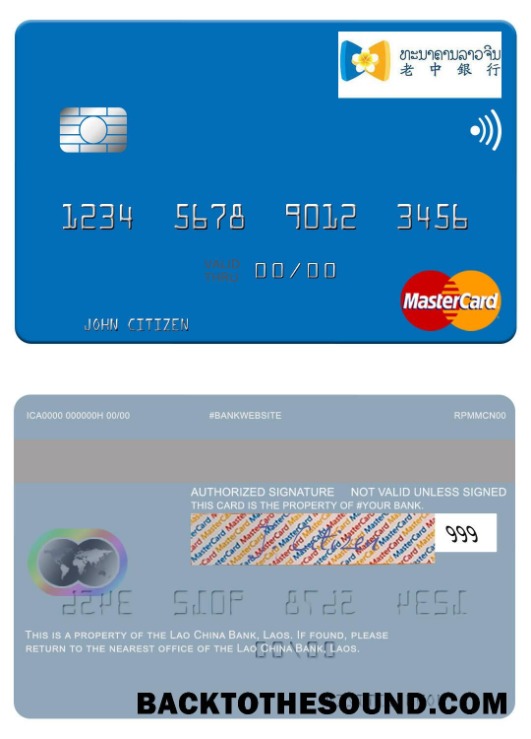 ທະນາຄານລາວຈີນ
老中銀行
1234 5678 9012 3456
VALID
THRU
00/00
MasterCard
JOHN CITIZEN
ICA0000 000000H 00/00 #BANKWEBSITE RPMMCN00
AUTHORIZED SIGNATURE NOT VALID UNLESS SIGNED
THIS CARD IS THE PROPERTY OF #YOUR BANK.
999
THIS IS A PROPERTY OF THE LAO CHINA BANK, LAOS. IF FOUND, PLEASE
RETURN TO THE NEAREST OFFICE OF THE LAO CHINA BANK, LAOS.
BACKTOTHESOUND.COM